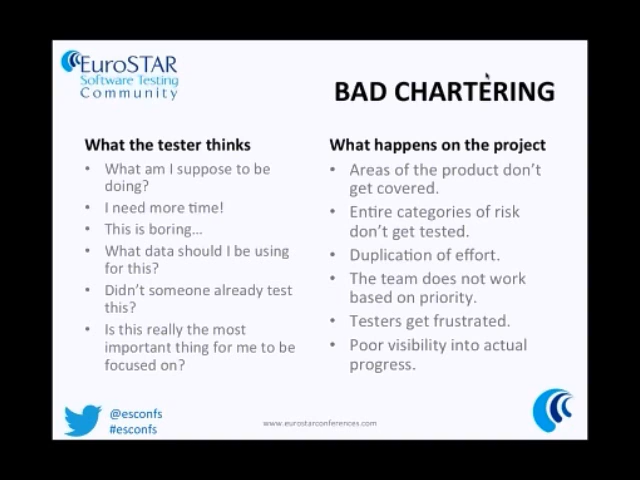 EuroSTAR
Software Testing
Community
BAD CHARTERING
What the tester thinks
• What am I suppose to be
doing?
• I need more time!
• This is boring...
• What data should I be using
for this?
• Didn't someone already test
this?
• Is this really the most
important thing for me to be
focused on?
What happens on the project
• Areas of the product don't
get covered.
• Entire categories of risk
don't get tested.
• Duplication of effort.
• The team does not work
based on priority.
• Testers get frustrated.
• Poor visibility into actual
progress.
@esconfs
#esconfs
www.eurostarconferences.com